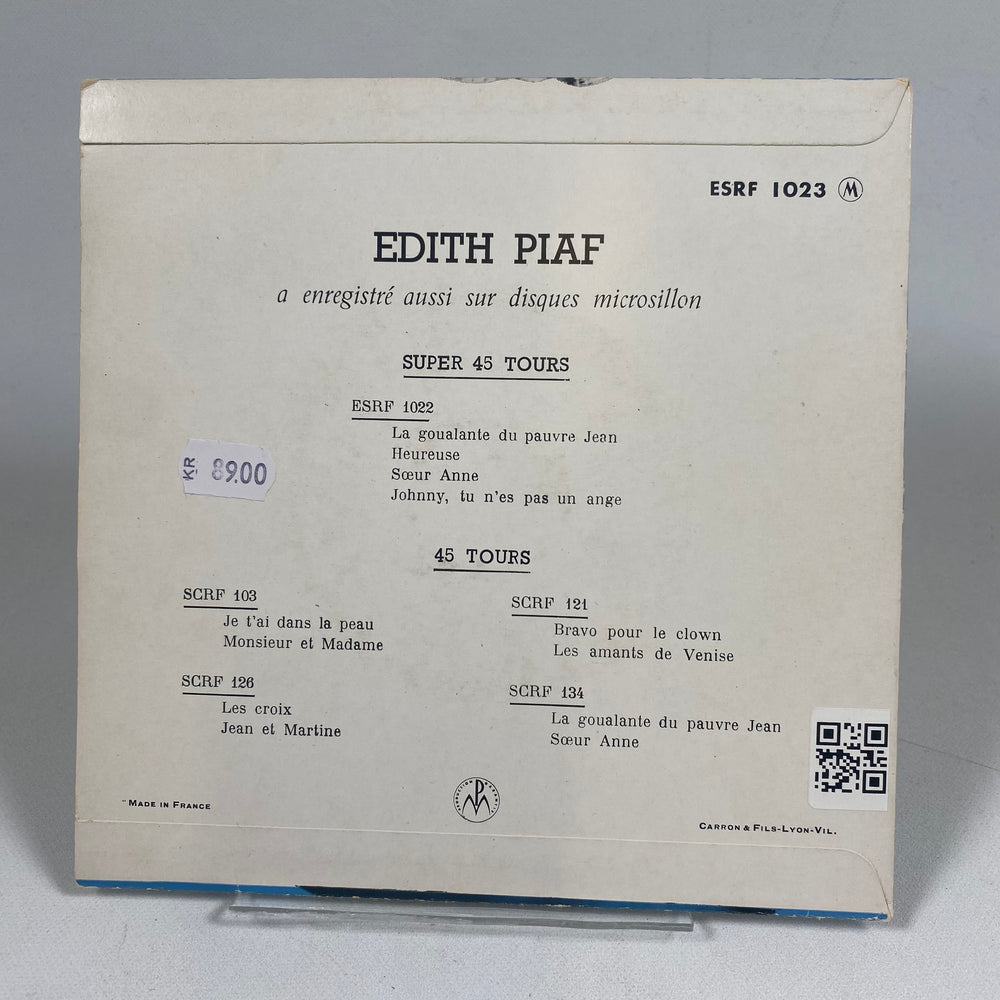 ESRF 1023 M
EDITH PIAF
a enregistré aussi sur disques microsillon
SUPER 45 TOURS
ESRF 1022
La goualante du pauvre Jean
Heureuse
Sœur Anne
Johnny, tu n'es pas un ange
KR 89.00
45 TOURS
SCRF 103
Je t'ai dans la peau
Monsieur et Madame
SCRF 121
Bravo pour le clown
Les amants de Venise
SCRF 126
Les croix
Jean et Martine
SCRF 134
La goualante du pauvre Jean
Sœur Anne
MADE IN FRANCE
CARRON & FILS-LYON-VIL.